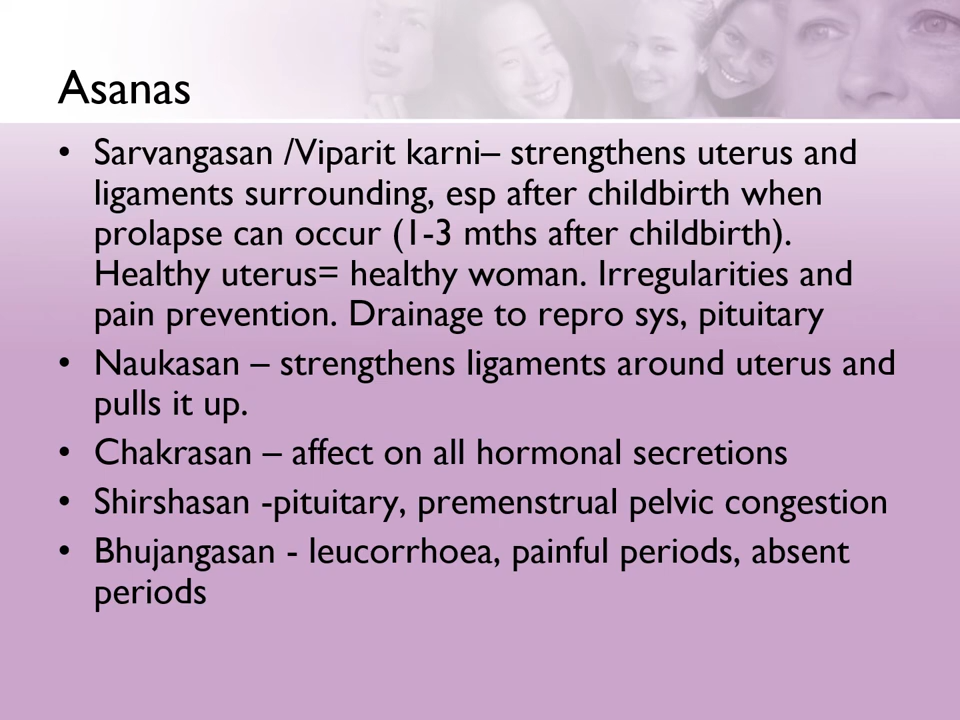 Asanas
• Sarvangasan /Viparit karni– strengthens uterus and
ligaments surrounding, esp after childbirth when
prolapse can occur (1-3 mths after childbirth).
Healthy uterus= healthy woman. Irregularities and
pain prevention. Drainage to repro sys, pituitary
• Naukasan – strengthens ligaments around uterus and
pulls it up.
• Chakrasan – affect on all hormonal secretions
• Shirshasan -pituitary, premenstrual pelvic congestion
• Bhujangasan - leucorrhoea, painful periods, absent
periods